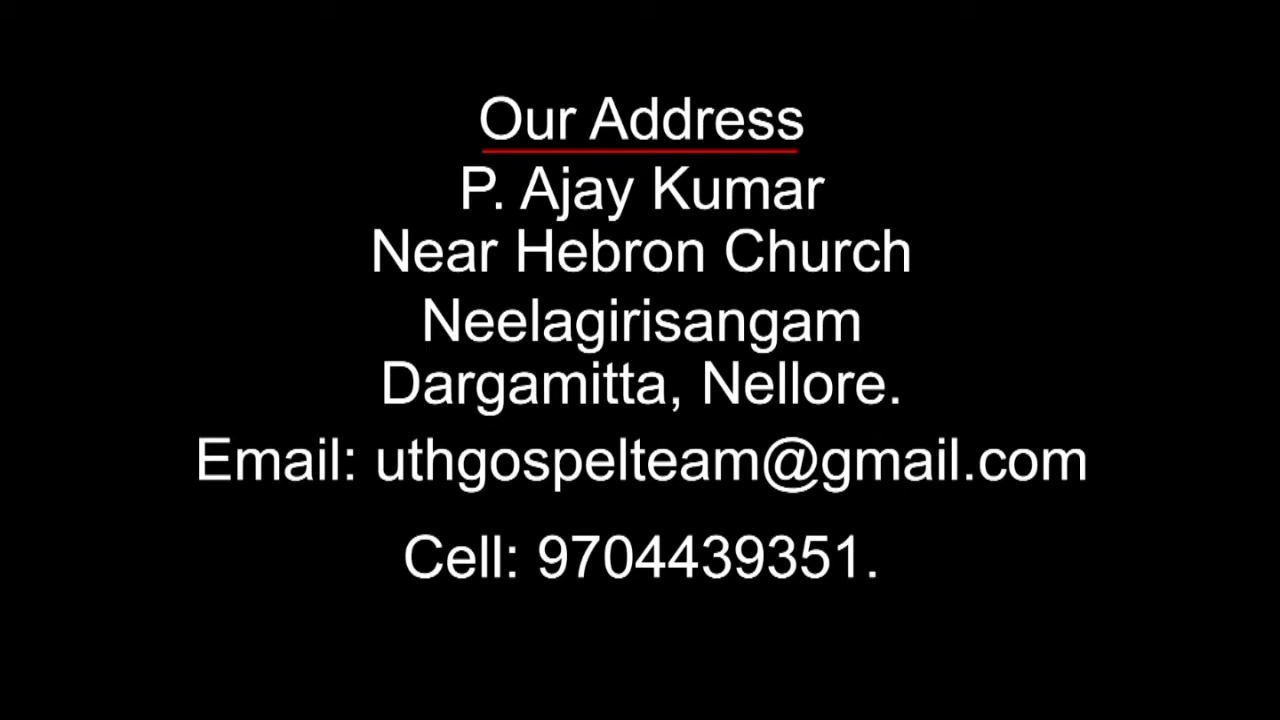 Our Address
P. Ajay Kumar
Near Hebron Church
Neelagirisangam
Dargamitta, Nellore.
Email: uthgospelteam@gmail.com
Cell: 9704439351.